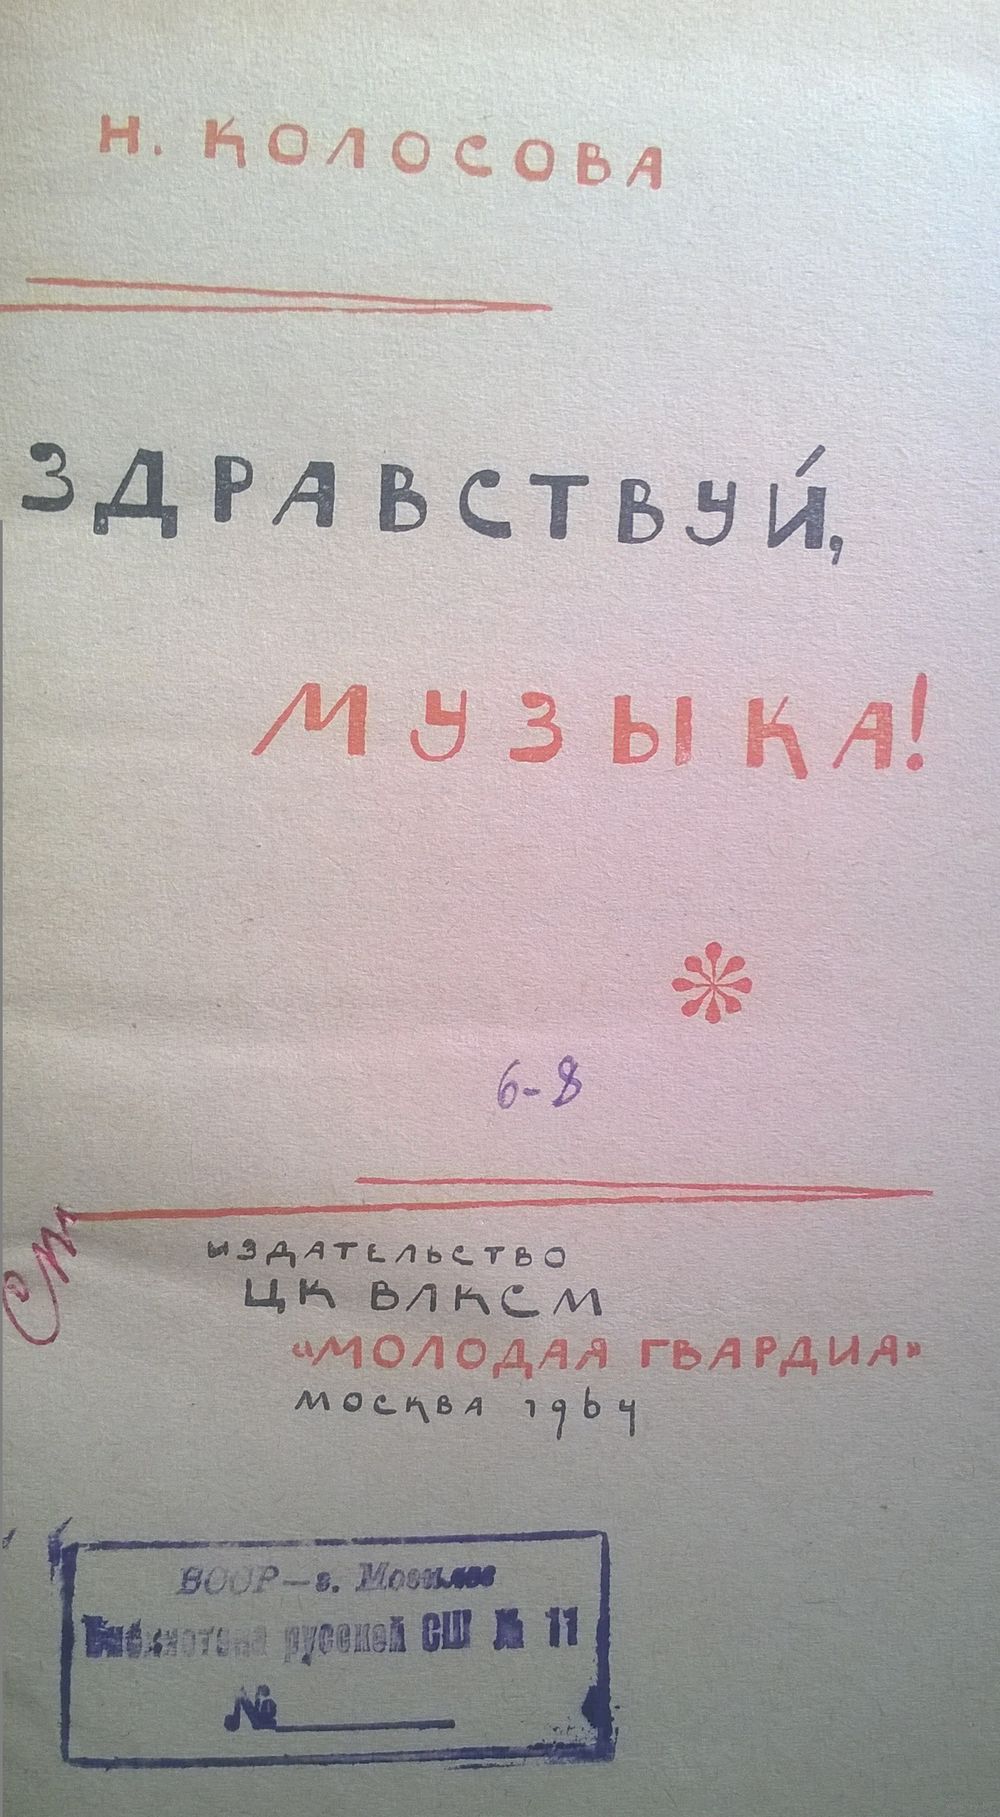 Н. КОЛОСОВА
ЗДРАВСТВУЙ,
МУЗЫКА!
6-8
ИЗДАТЕЛЬСТВО
ЦК ВЛКСМ
«МОЛОДАЯ ГВАРДИЯ»
МОСКВА 1964
БССР—г. Могилев
Библиотека русской СШ № 11
№